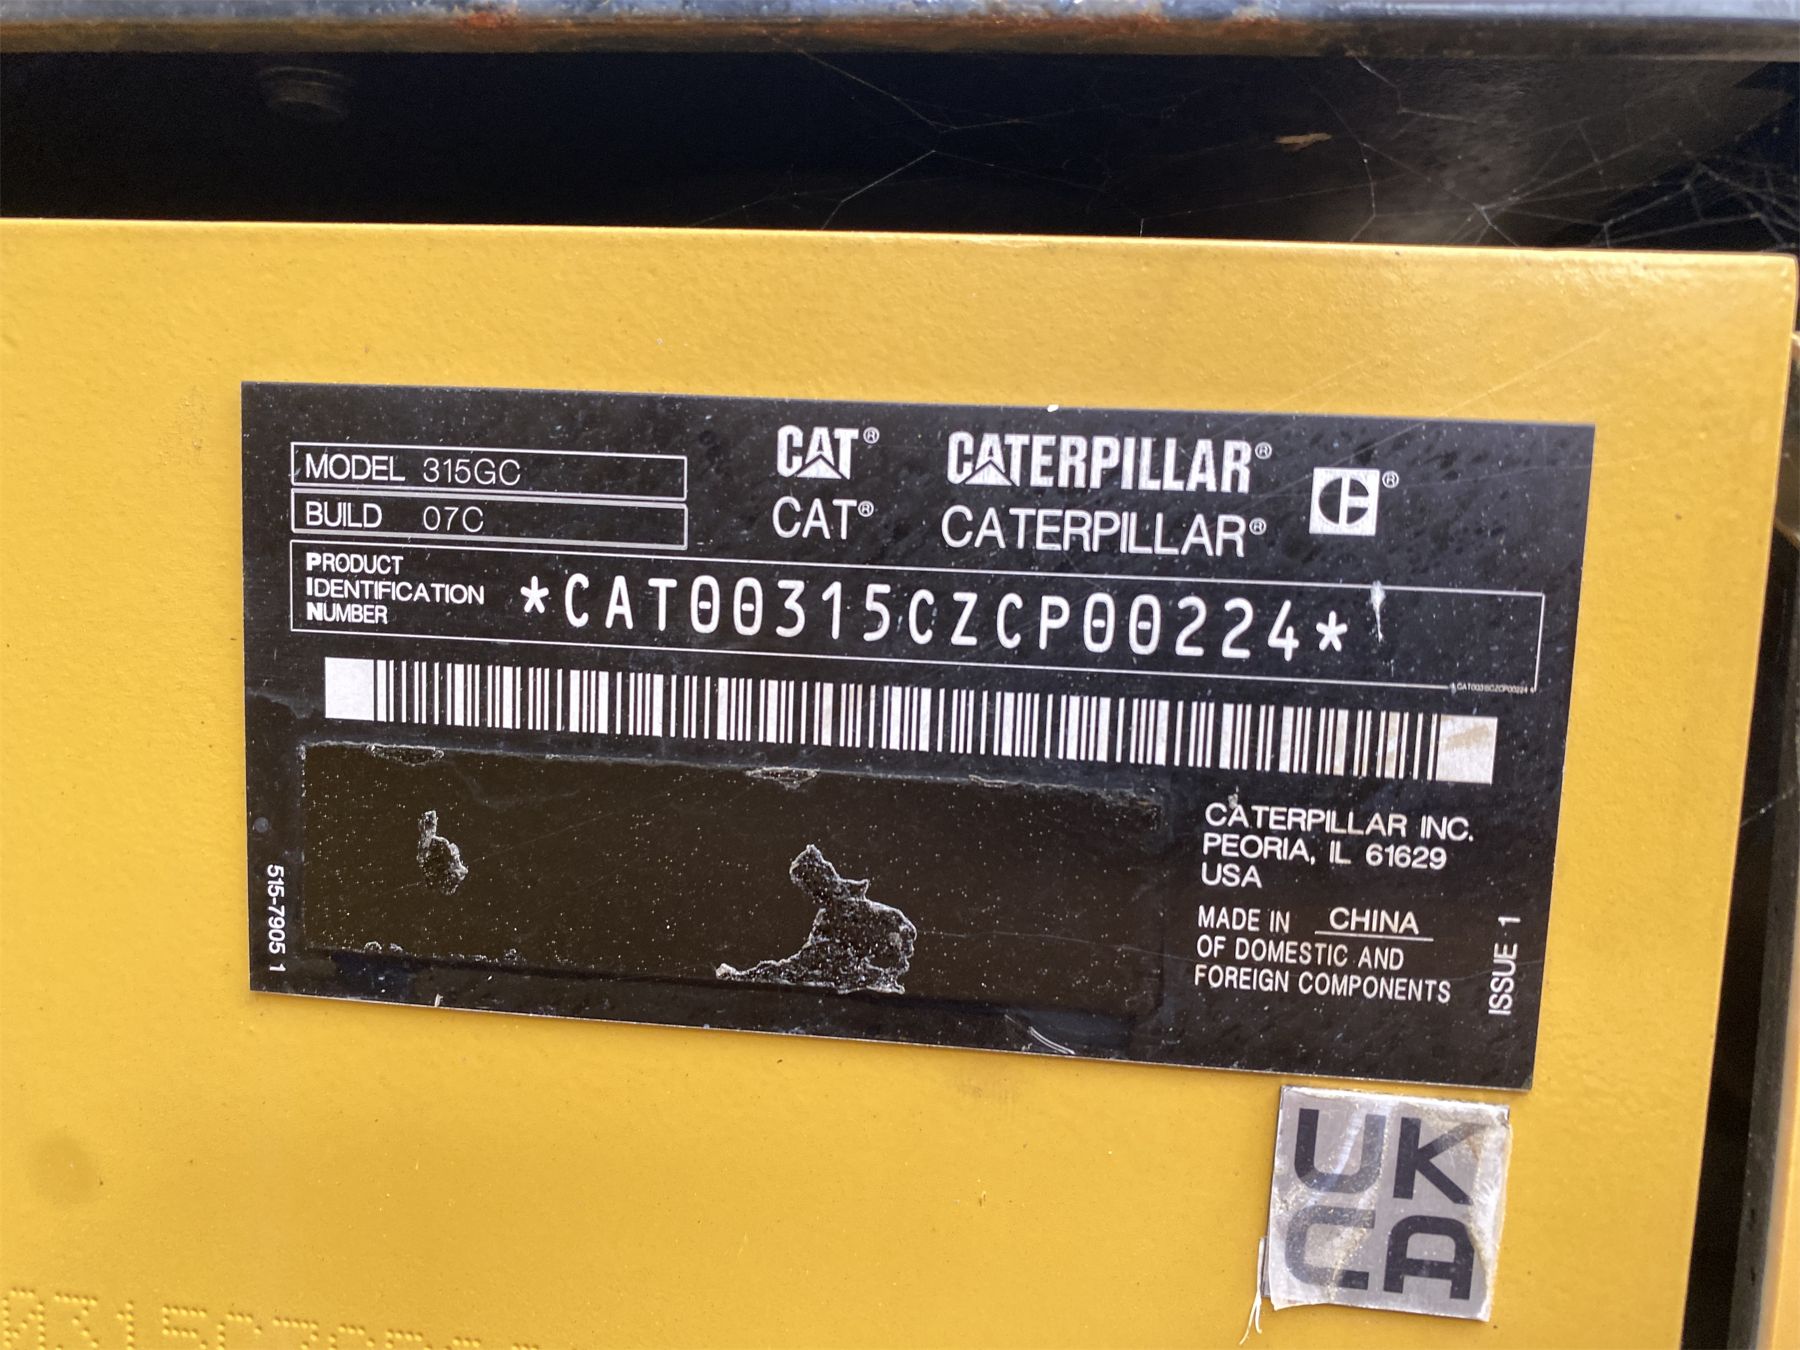 MODEL 315GC
BUILD 07C
CAT® CATERPILLAR®
CAT® CATERPILLAR® ®
PRODUCT
IDENTIFICATION
NUMBER
*CAT00315CZCP00224*
CATERPILLAR INC.
PEORIA, IL 61629
USA
MADE IN CHINA
OF DOMESTIC AND
FOREIGN COMPONENTS
515-7905 1
ISSUE 1
UK
CA